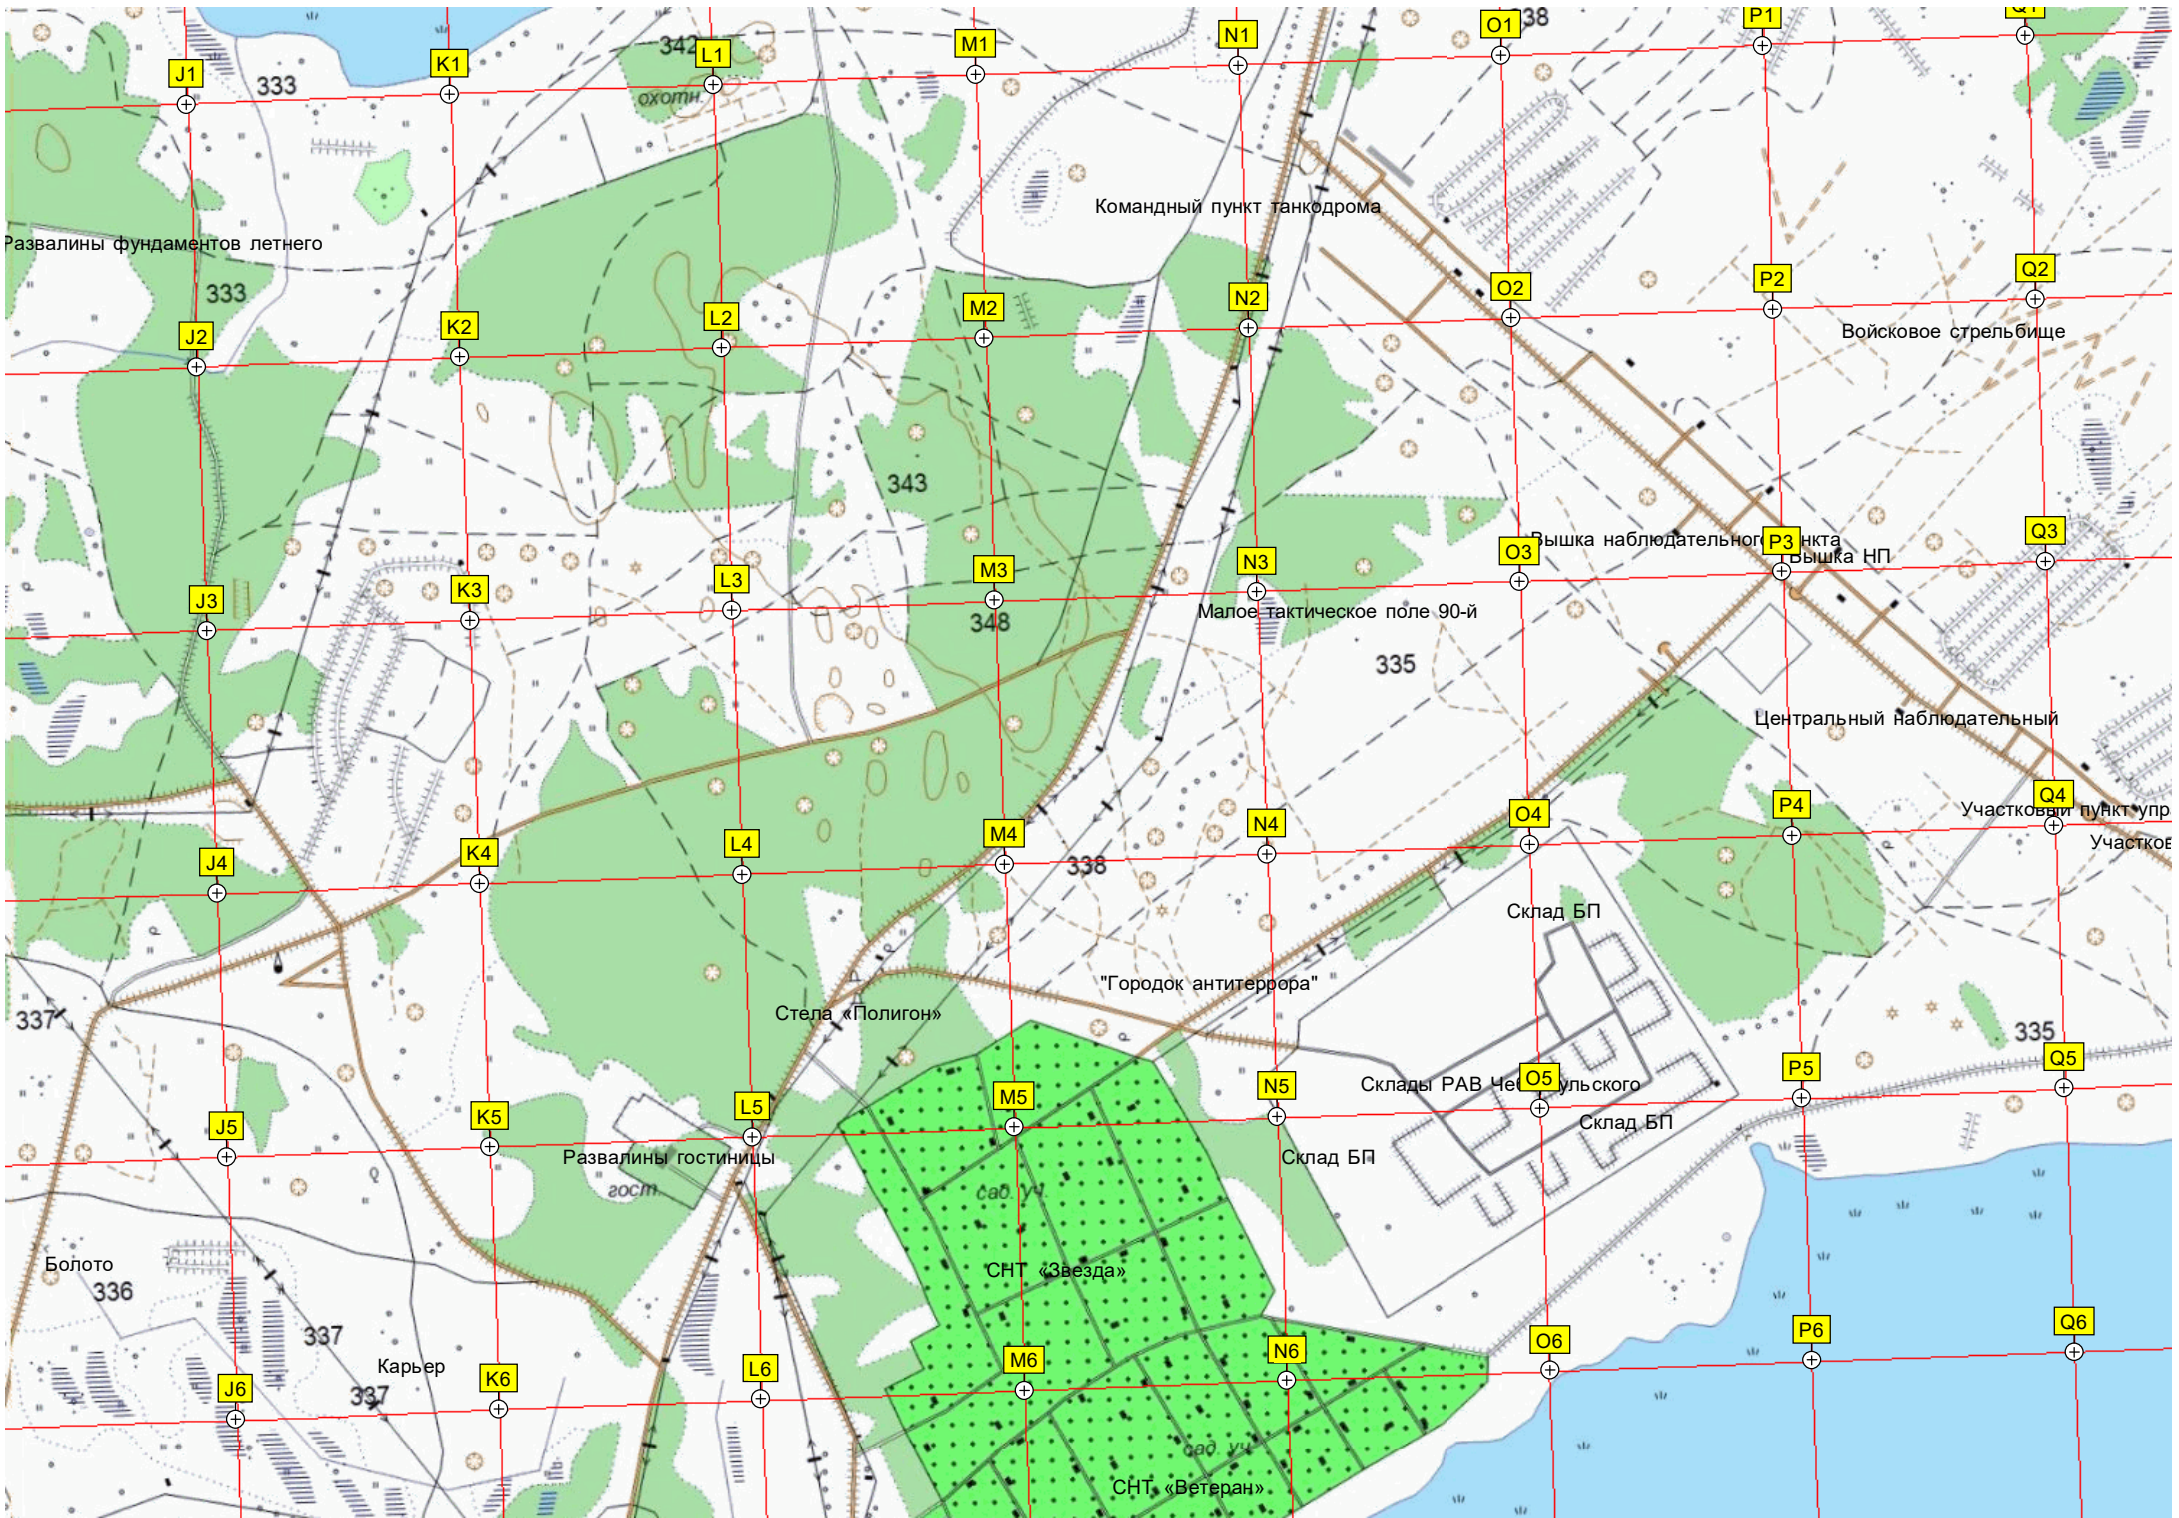 Q1
P1
O1
338
N1
M1
342
L1
K1
J1
333
охотн.
Командный пункт танкодрома
Развалины фундаментов летнего
333
Q2
P2
O2
N2
M2
L2
K2
J2
Войсковое стрельбище
343
Q3
P3
Вышка наблюдательного
нкта
Вышка НП
O3
N3
M3
L3
K3
J3
Малое тактическое поле 90-й
348
335
Центральный наблюдательный
Q4
P4
O4
N4
M4
L4
K4
J4
Участковый пункт упр
Участков
338
Склад БП
"Городок антитеррора"
Стела «Полигон»
337
335
Q5
P5
O5
N5
M5
L5
K5
J5
Склады РАВ Че
ульского
Склад БП
Склад БП
Развалины гостиницы
гост.
сад. уч.
СНТ «Звезда»
Болото
336
337
Q6
P6
O6
N6
M6
L6
K6
J6
Карьер
337
сад. уч.
СНТ «Ветеран»